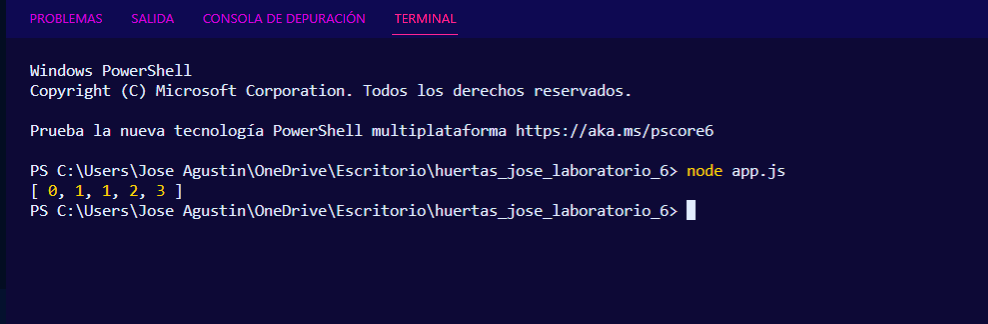 PROBLEMAS SALIDA CONSOLA DE DEPURACIÓN TERMINAL
Windows PowerShell
Copyright (C) Microsoft Corporation. Todos los derechos reservados.
Prueba la nueva tecnología PowerShell multiplataforma https://aka.ms/pscore6
PS C:\Users\Jose Agustin\OneDrive\Escritorio\huertas_jose_laboratorio_6> node app.js
[ 0, 1, 1, 2, 3 ]
PS C:\Users\Jose Agustin\OneDrive\Escritorio\huertas_jose_laboratorio_6>